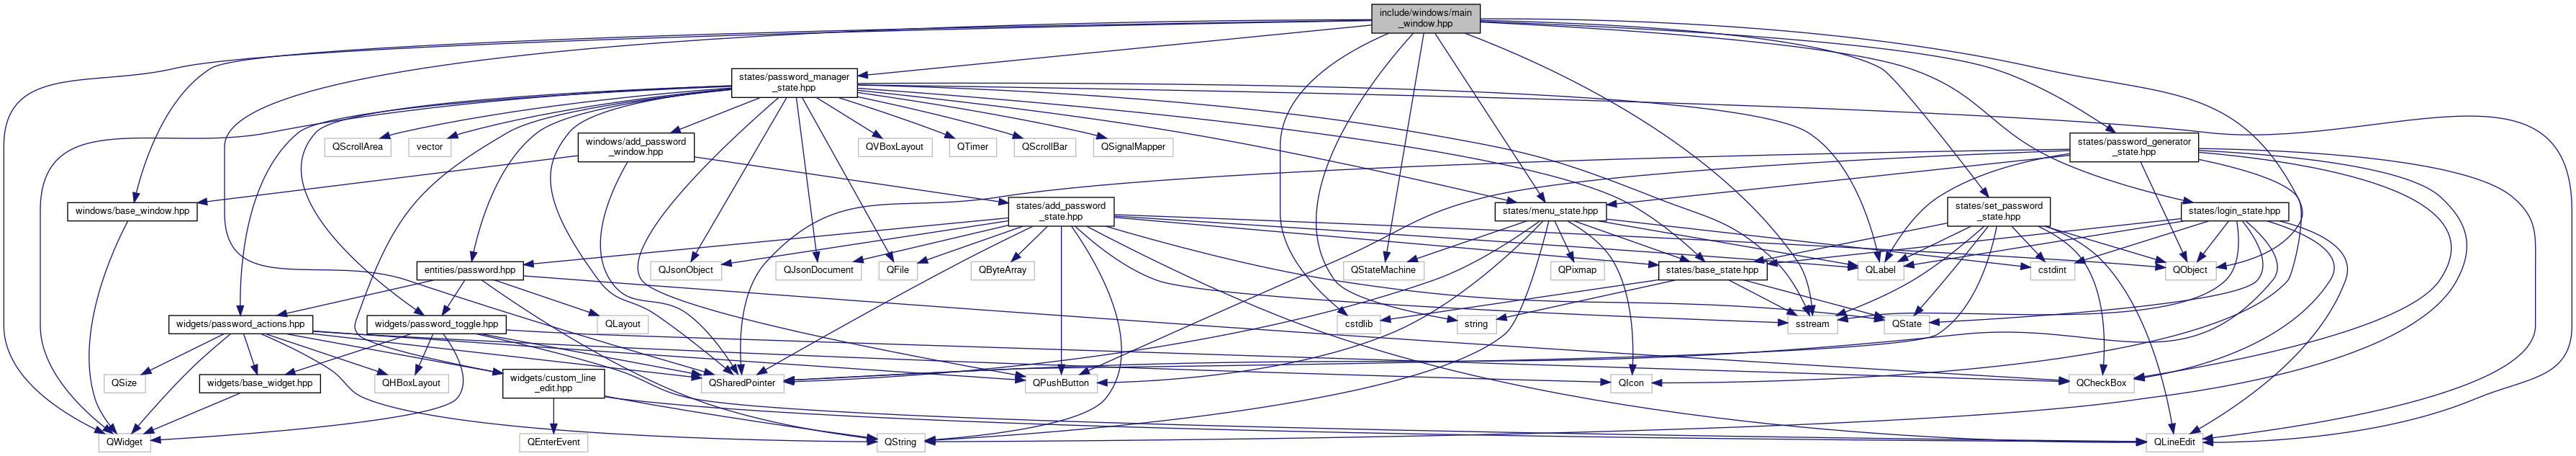 include/windows/main
_window.hpp
states/password_manager
_state.hpp
QScrollArea
vector
windows/add_password
_window.hpp
QVBoxLayout
QTimer
QScrollBar
QSignalMapper
states/password_generator
_state.hpp
windows/base_window.hpp
states/add_password
_state.hpp
states/menu_state.hpp
states/set_password
_state.hpp
states/login_state.hpp
entities/password.hpp
QJsonObject
QJsonDocument
QFile
QByteArray
QStateMachine
QPixmap
states/base_state.hpp
QLabel
cstdint
QObject
widgets/password_actions.hpp
widgets/password_toggle.hpp
QLayout
cstdlib
string
sstream
QState
QSize
widgets/base_widget.hpp
QHBoxLayout
widgets/custom_line
_edit.hpp
QSharedPointer
QPushButton
QIcon
QCheckBox
QWidget
QEnterEvent
QString
QLineEdit